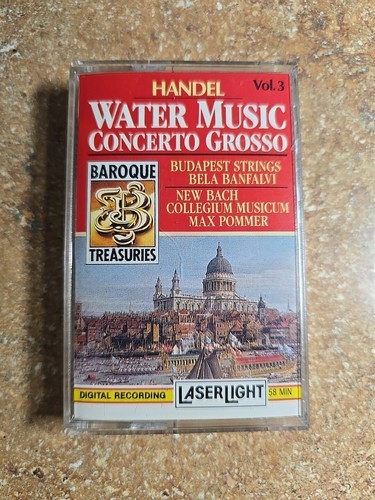 HANDEL
Vol.3
WATER MUSIC
CONCERTO GROSSO
BAROQUE
B
TREASURIES
BUDAPEST STRINGS
BELA BANFALVI
NEW BACH
COLLEGIUM MUSICUM
MAX POMMER
DIGITAL RECORDING
LASERLIGHT
58 MIN